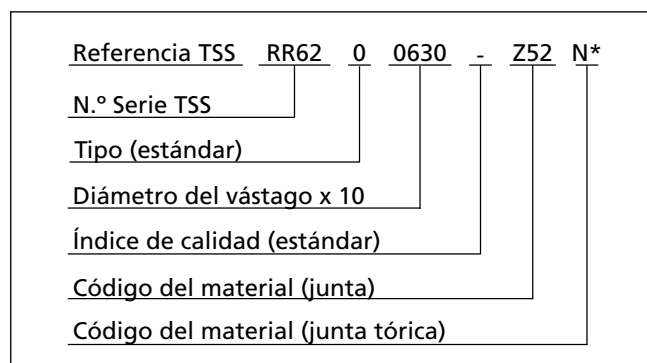 Referencia TSS RR62 0 0630 - Z52 N*
N.º Serie TSS
Tipo (estándar)
Diámetro del vástago x 10
Índice de calidad (estándar)
Código del material (junta)
Código del material (junta tórica)